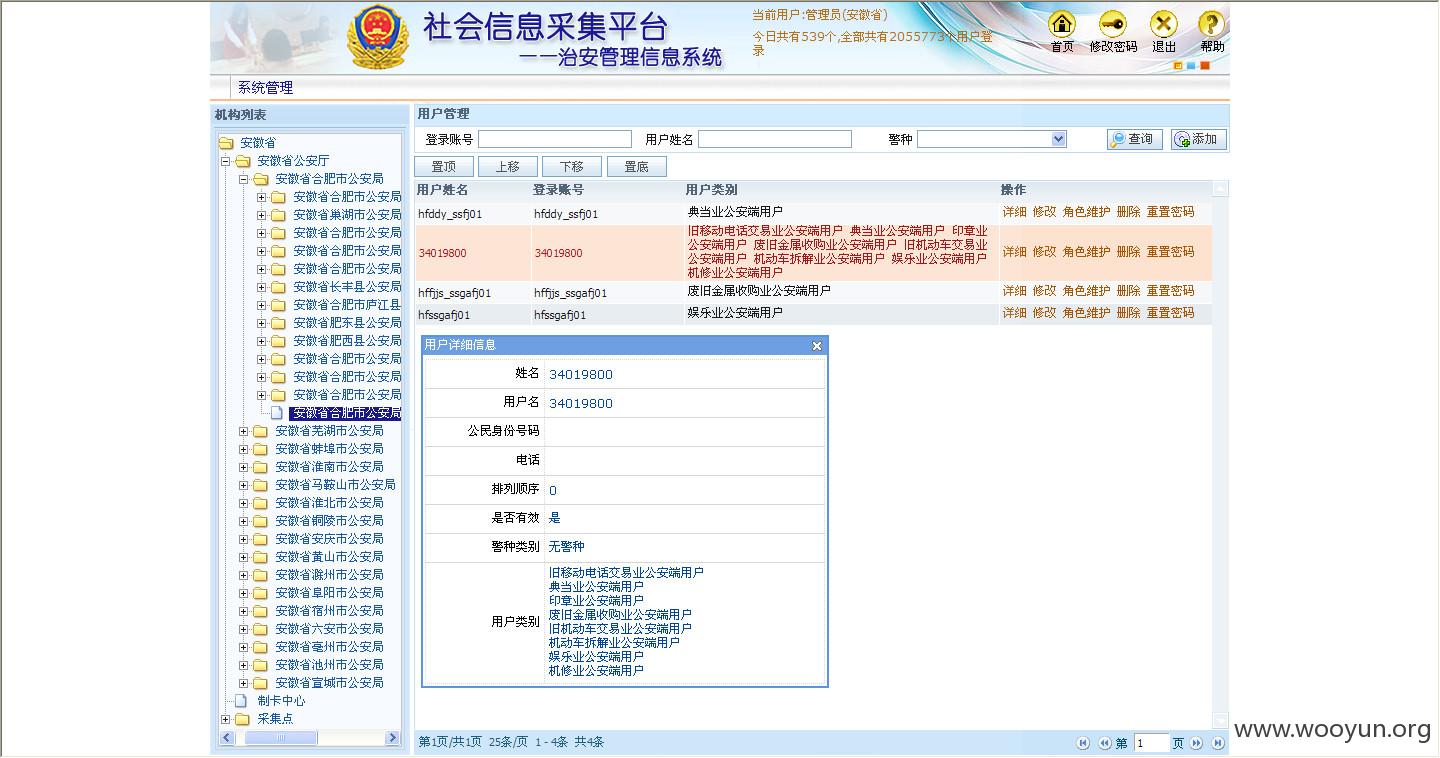 社会信息采集平台
——治安管理信息系统
当前用户:管理员(安徽省)
今日共有539个,全部共有2055773个用户登
录
首页 修改密码 退出 帮助
系统管理
机构列表
安徽省
安徽省公安厅
安徽省合肥市公安局
安徽省合肥市公安局
安徽省巢湖市公安局
安徽省合肥市公安局
安徽省合肥市公安局
安徽省合肥市公安局
安徽省长丰县公安局
安徽省合肥市庐江县
安徽省肥东县公安局
安徽省肥西县公安局
安徽省合肥市公安局
安徽省合肥市公安局
安徽省合肥市公安局
安徽省合肥市公安局
安徽省芜湖市公安局
安徽省蚌埠市公安局
安徽省淮南市公安局
安徽省马鞍山市公安局
安徽省淮北市公安局
安徽省铜陵市公安局
安徽省安庆市公安局
安徽省黄山市公安局
安徽省滁州市公安局
安徽省阜阳市公安局
安徽省宿州市公安局
安徽省六安市公安局
安徽省亳州市公安局
安徽省池州市公安局
安徽省宣城市公安局
制卡中心
采集点
用户管理
登录账号 用户姓名 警种 查询 添加
置顶 上移 下移 置底
用户姓名 登录账号 用户类别 操作
hfddy_ssfj01 hfddy_ssfj01 典当业公安端用户 详细 修改 角色维护 删除 重置密码
旧移动电话交易业公安端用户 典当业公安端用户 印章业
公安端用户 废旧金属收购业公安端用户 旧机动车交易业
34019800 34019800 公安端用户 机动车拆解业公安端用户 娱乐业公安端用户 详细 修改 角色维护 删除 重置密码
机修业公安端用户
hffjjs_ssgafj01 hffjjs_ssgafj01 废旧金属收购业公安端用户 详细 修改 角色维护 删除 重置密码
hfssgafj01 hfssgafj01 娱乐业公安端用户 详细 修改 角色维护 删除 重置密码
用户详细信息
姓名 34019800
用户名 34019800
公民身份号码
电话
排列顺序 0
是否有效 是
警种类别 无警种
用户类别
旧移动电话交易业公安端用户
典当业公安端用户
印章业公安端用户
废旧金属收购业公安端用户
旧机动车交易业公安端用户
机动车拆解业公安端用户
娱乐业公安端用户
机修业公安端用户
第1页/共1页 25条/页 1 - 4条 共4条
第 1 页
www.wooyun.org